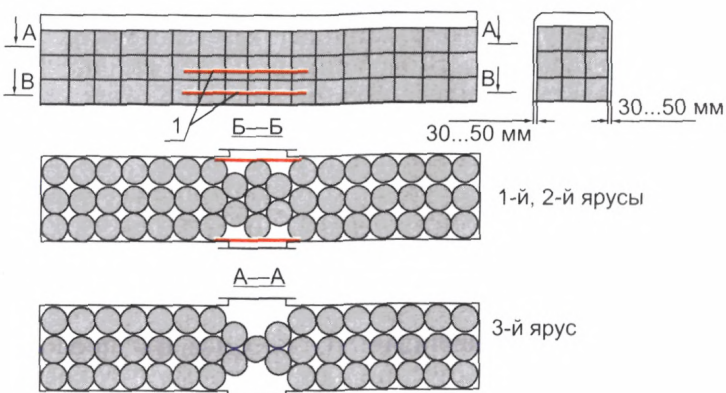 А А
В В
1
30...50 мм
30...50 мм
Б—Б
1-й, 2-й ярусы
А—А
3-й ярус